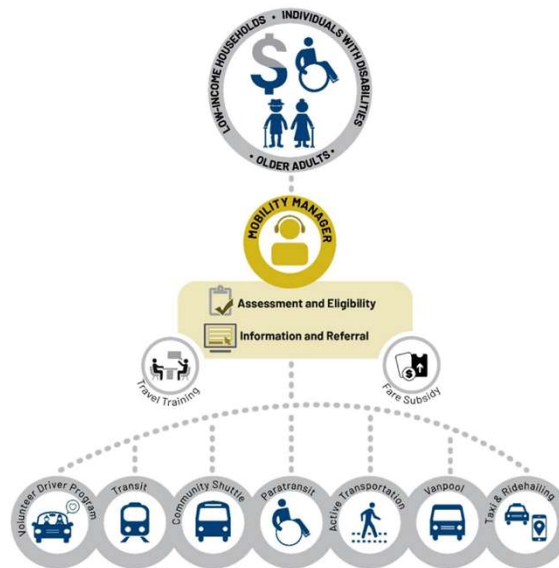 LOW-INCOME HOUSEHOLDS • INDIVIDUALS WITH DISABILITIES
• OLDER ADULTS •
MOBILITY MANAGER
Assessment and Eligibility
Information and Referral
Travel Training
Fare Subsidy
Volunteer Driver Program
Transit
Community Shuttle
Paratransit
Active Transportation
Vanpool
Taxi & Ridehailing